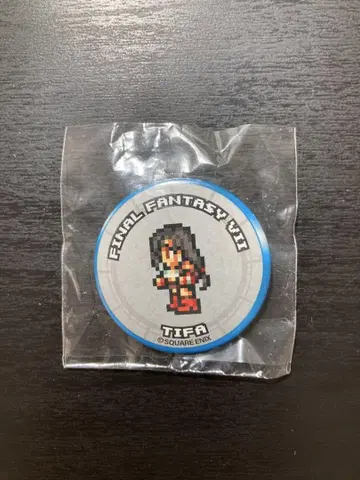 FINAL FANTASY VII
TIFA
©SQUARE ENIX